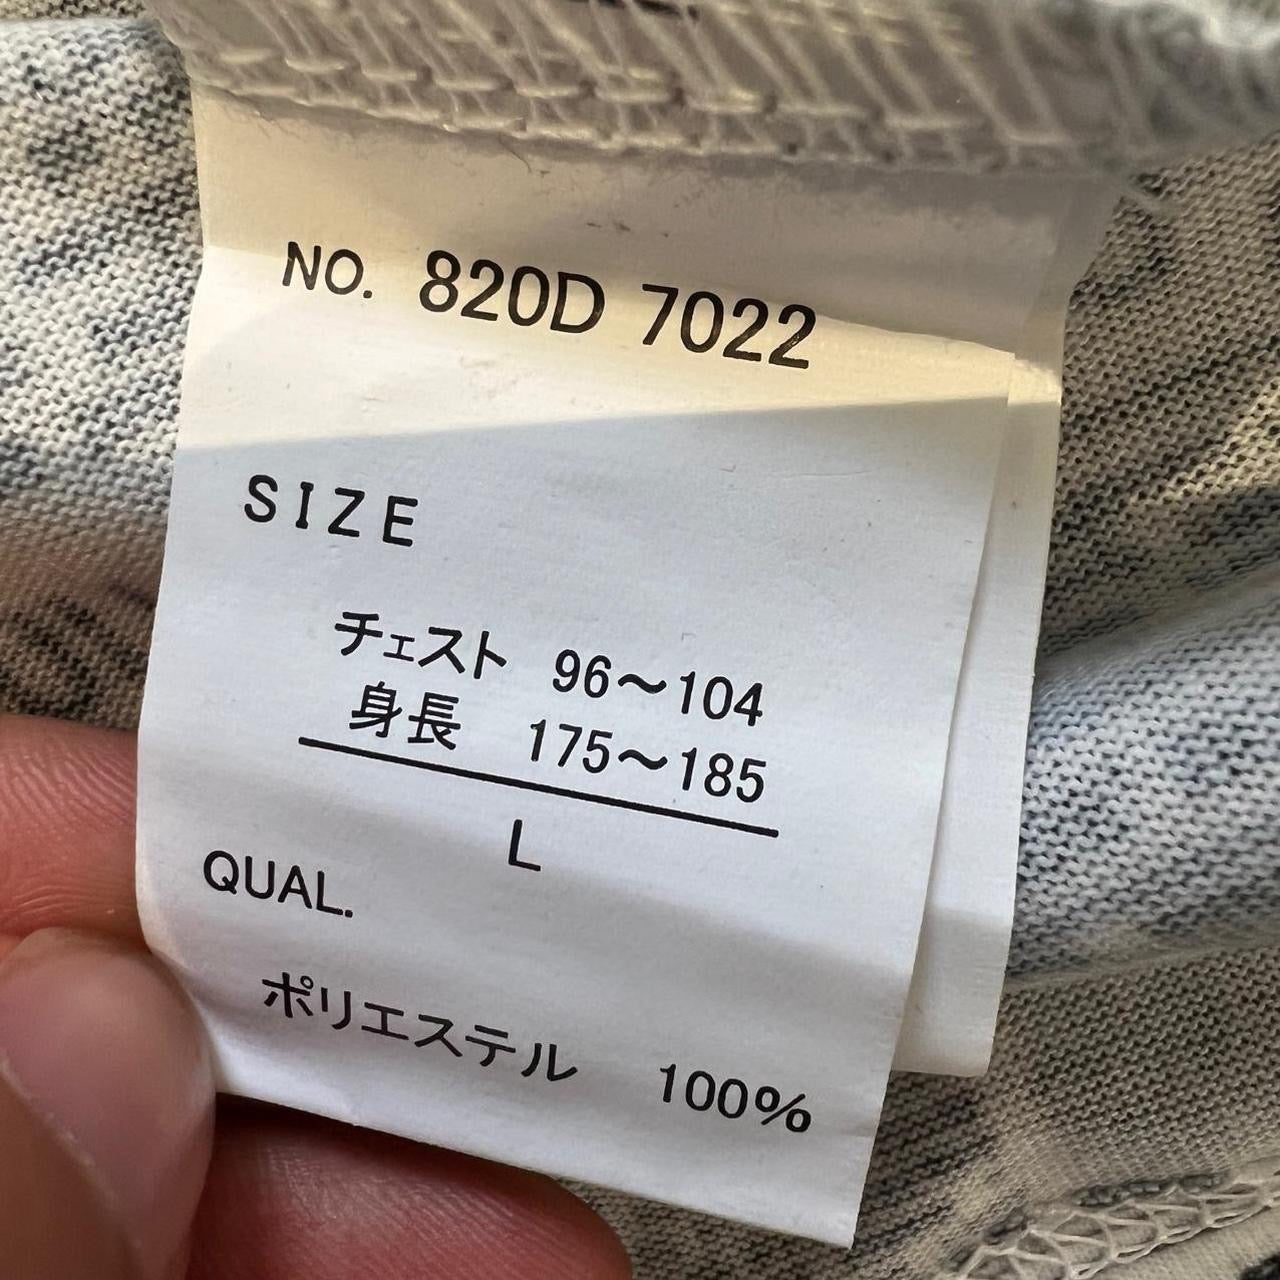 NO. 820D 7022
SIZE
チェスト 96～104
身長 175～185
L
QUAL.
ポリエステル 100%